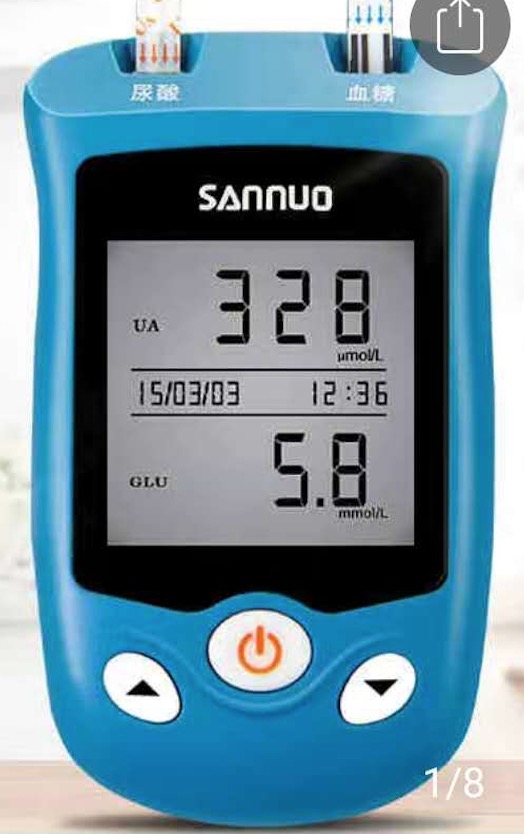 尿酸 血糖
SANNUO
UA 328
µmol/L
15/03/03 12:36
GLU 5.8
mmol/L
1/8